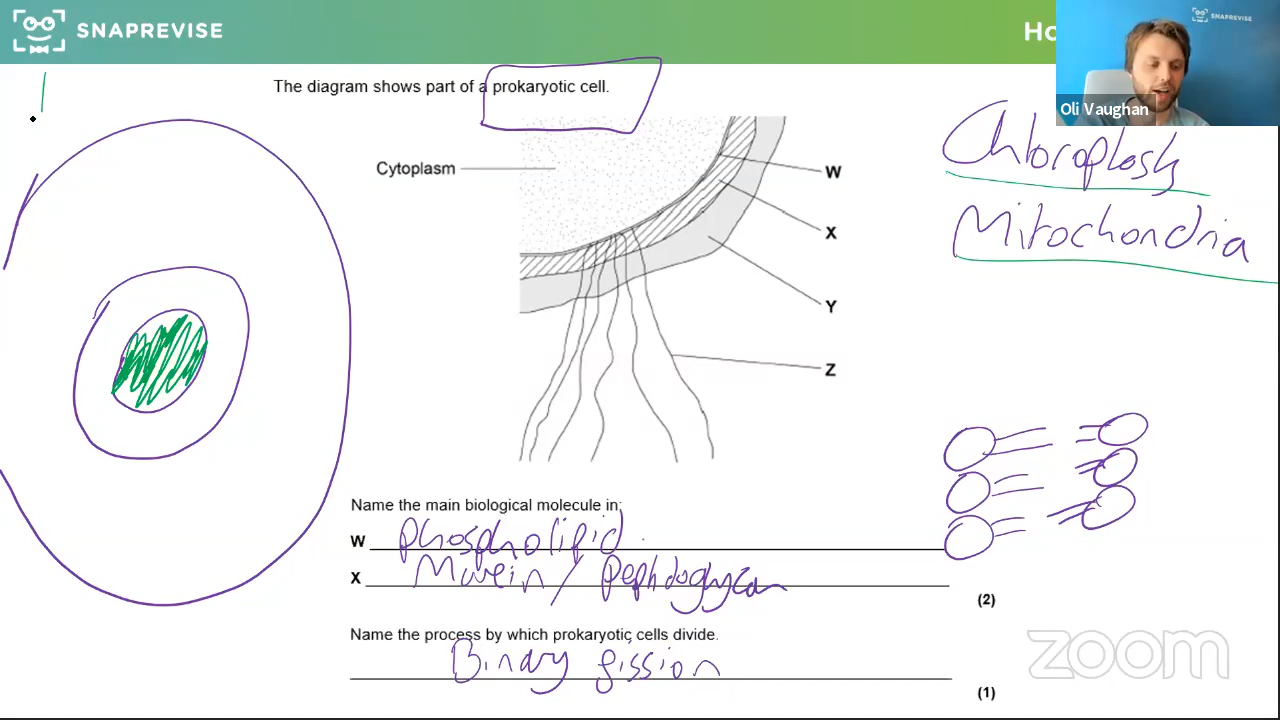 SNAPREVISE
Ho
SNAPREVISE
Oli Vaughan
The diagram shows part of a prokaryotic cell.
Chloroplasts
Mitochondria
Cytoplasm
W
X
Y
Z
Name the main biological molecule in:
W phospholipid
X Murein / Peptidoglycan
(2)
Name the process by which prokaryotic cells divide.
Binary fission
(1)
zoom